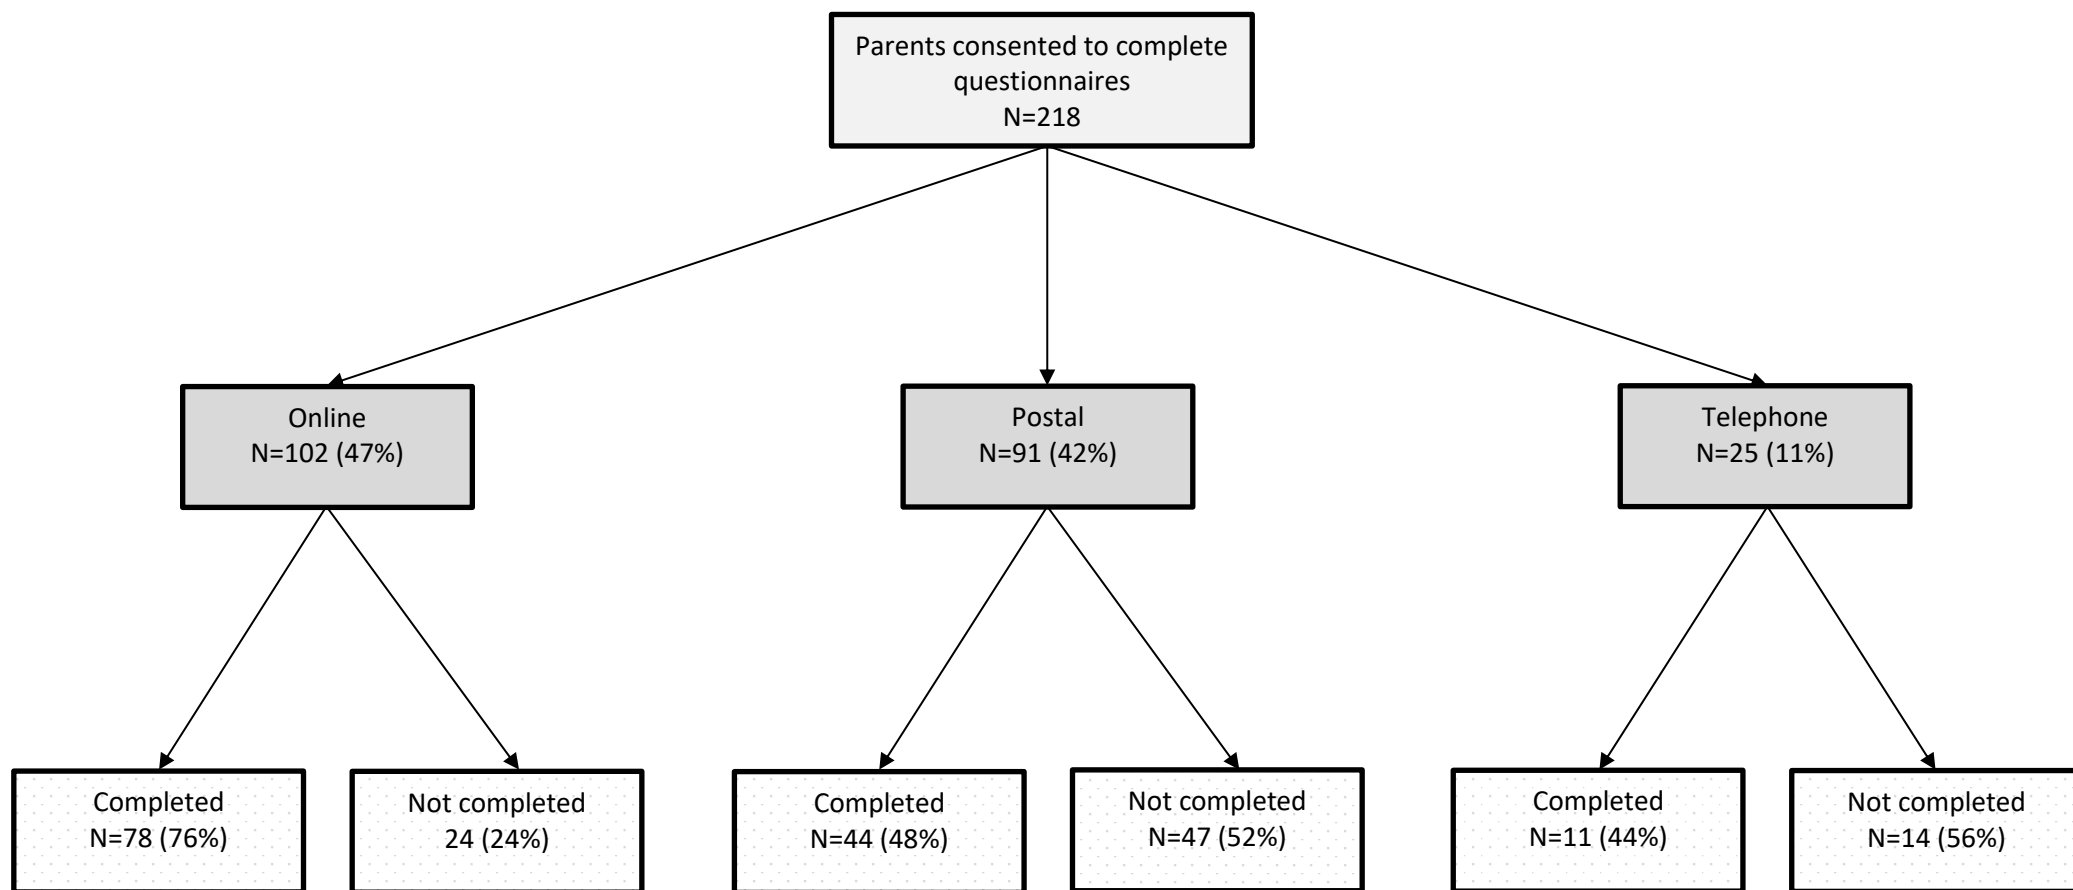 Parents consented to complete
questionnaires
N=218
Online
N=102 (47%)
Postal
N=91 (42%)
Telephone
N=25 (11%)
Completed
N=78 (76%)
Not completed
24 (24%)
Completed
N=44 (48%)
Not completed
N=47 (52%)
Completed
N=11 (44%)
Not completed
N=14 (56%)